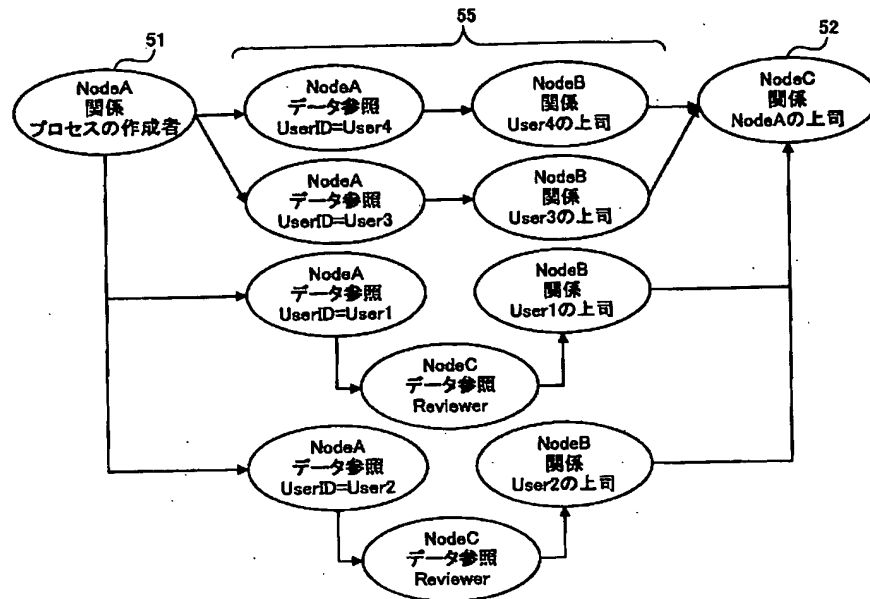 51
55
52
NodeA
関係
プロセスの作成者
NodeA
データ参照
UserID=User4
NodeB
関係
User4の上司
NodeC
関係
NodeAの上司
NodeA
データ参照
UserID=User3
NodeB
関係
User3の上司
NodeA
データ参照
UserID=User1
NodeB
関係
User1の上司
NodeC
データ参照
Reviewer
NodeA
データ参照
UserID=User2
NodeB
関係
User2の上司
NodeC
データ参照
Reviewer